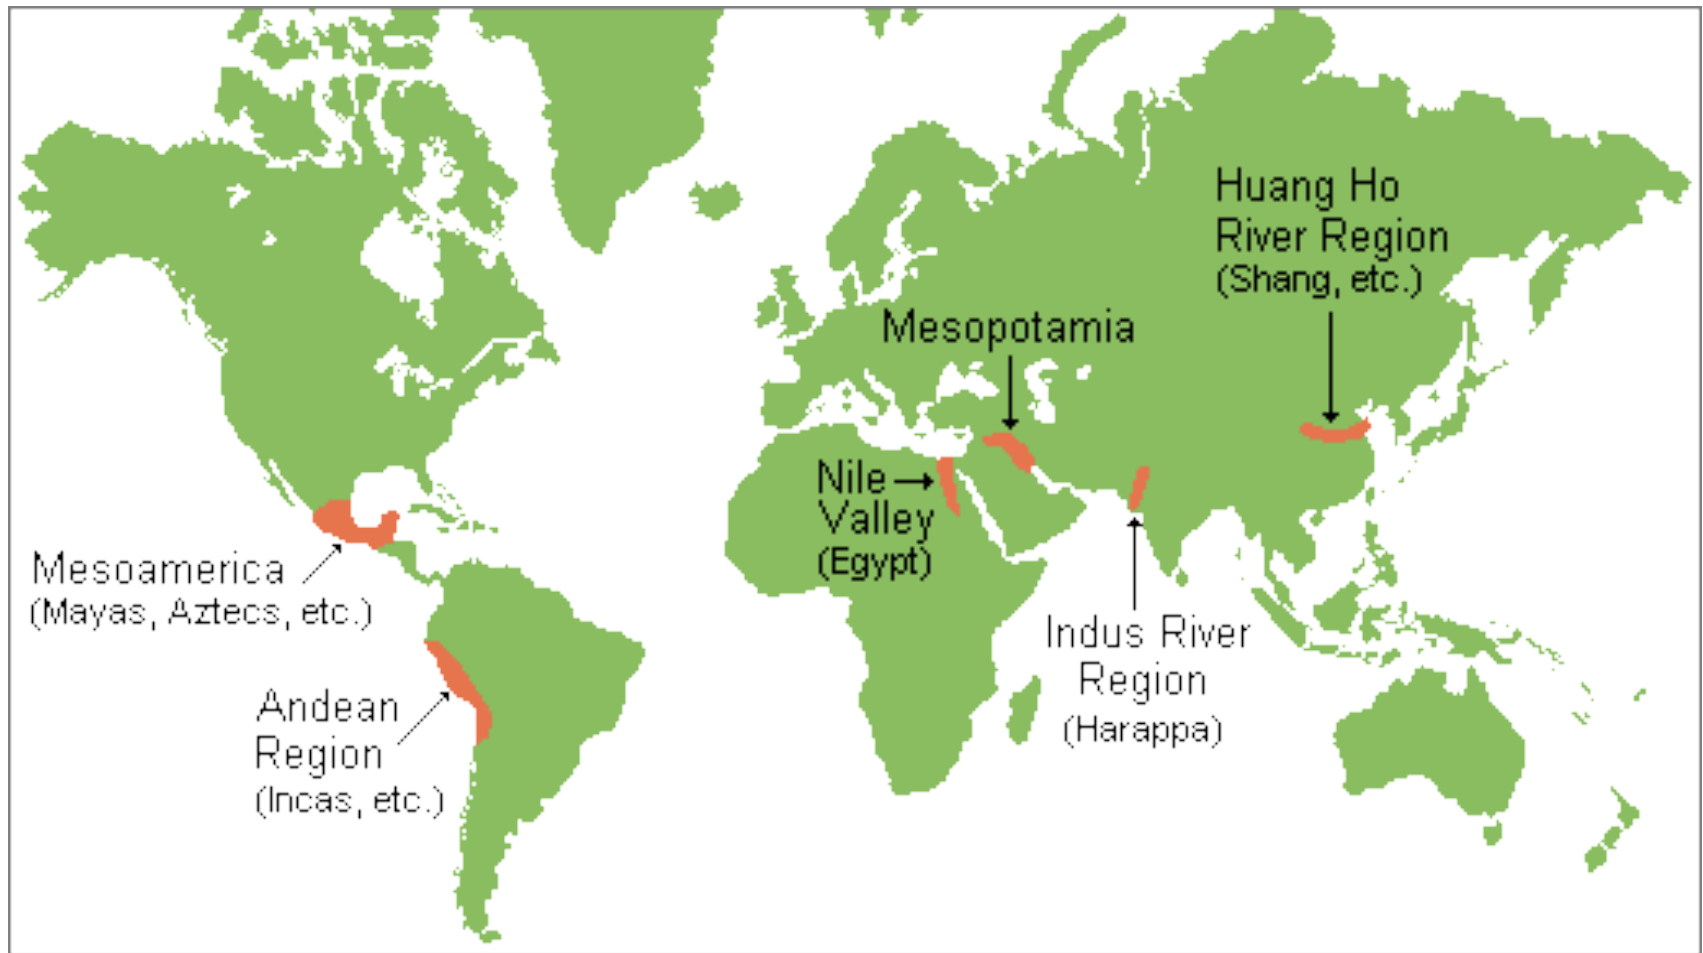 Huang Ho
River Region
(Shang, etc.)
Mesopotamia
Nile
Valley
(Egypt)
Mesoamerica
(Mayas, Aztecs, etc.)
Indus River
Region
(Harappa)
Andean
Region
(Incas, etc.)